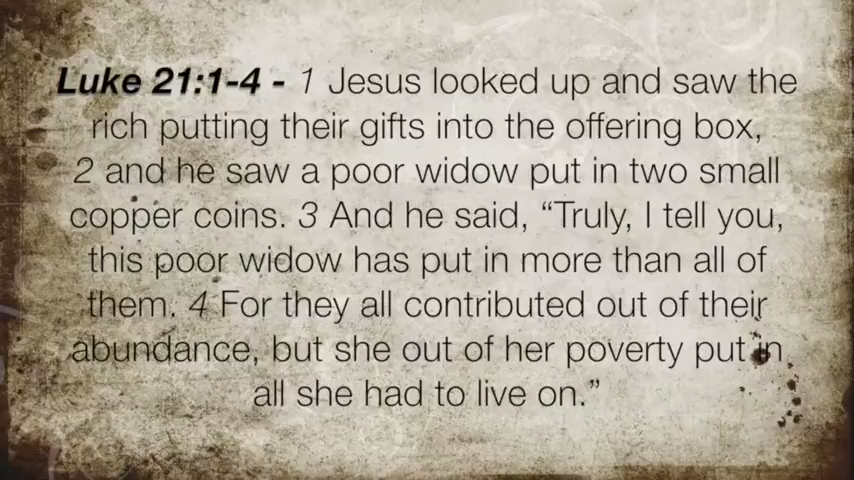 Luke 21:1-4 - 1 Jesus looked up and saw the
rich putting their gifts into the offering box,
2 and he saw a poor widow put in two small
copper coins. 3 And he said, “Truly, I tell you,
this poor widow has put in more than all of
them. 4 For they all contributed out of their
abundance, but she out of her poverty put in
all she had to live on.”